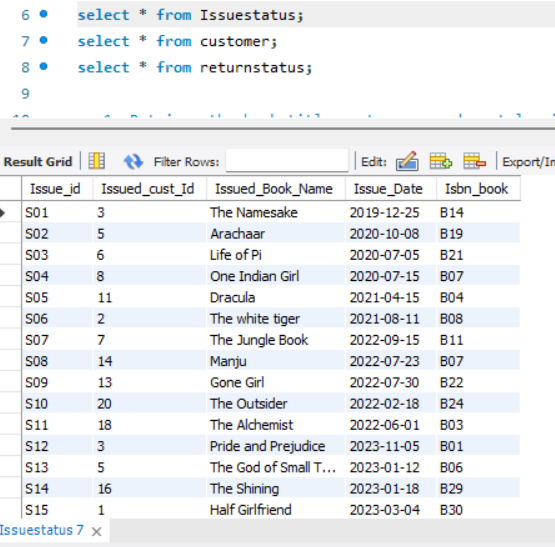 6 select * from Issuestatus;
7 select * from customer;
8 select * from returnstatus;
9
Result Grid Filter Rows: Edit: Export/In
Issue_id Issued_cust_Id Issued_Book_Name Issue_Date Isbn_book
S01 3 The Namesake 2019-12-25 B14
S02 5 Arachaar 2020-10-08 B19
S03 6 Life of Pi 2020-07-05 B21
S04 8 One Indian Girl 2020-07-15 B07
S05 11 Dracula 2021-04-15 B04
S06 2 The white tiger 2021-08-11 B08
S07 7 The Jungle Book 2022-09-15 B11
S08 14 Manju 2022-07-23 B07
S09 13 Gone Girl 2022-07-30 B22
S10 20 The Outsider 2022-02-18 B24
S11 18 The Alchemist 2022-06-01 B03
S12 3 Pride and Prejudice 2023-11-05 B01
S13 5 The God of Small T... 2023-01-12 B06
S14 16 The Shining 2023-01-18 B29
S15 1 Half Girlfriend 2023-03-04 B30
Issuestatus 7